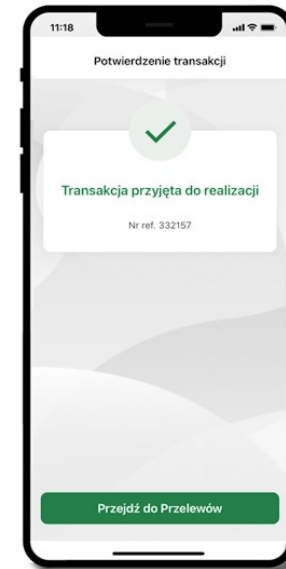 11:18
Potwierdzenie transakcji
Transakcja przyjęta do realizacji
Nr ref. 332157
Przejdź do Przelewów